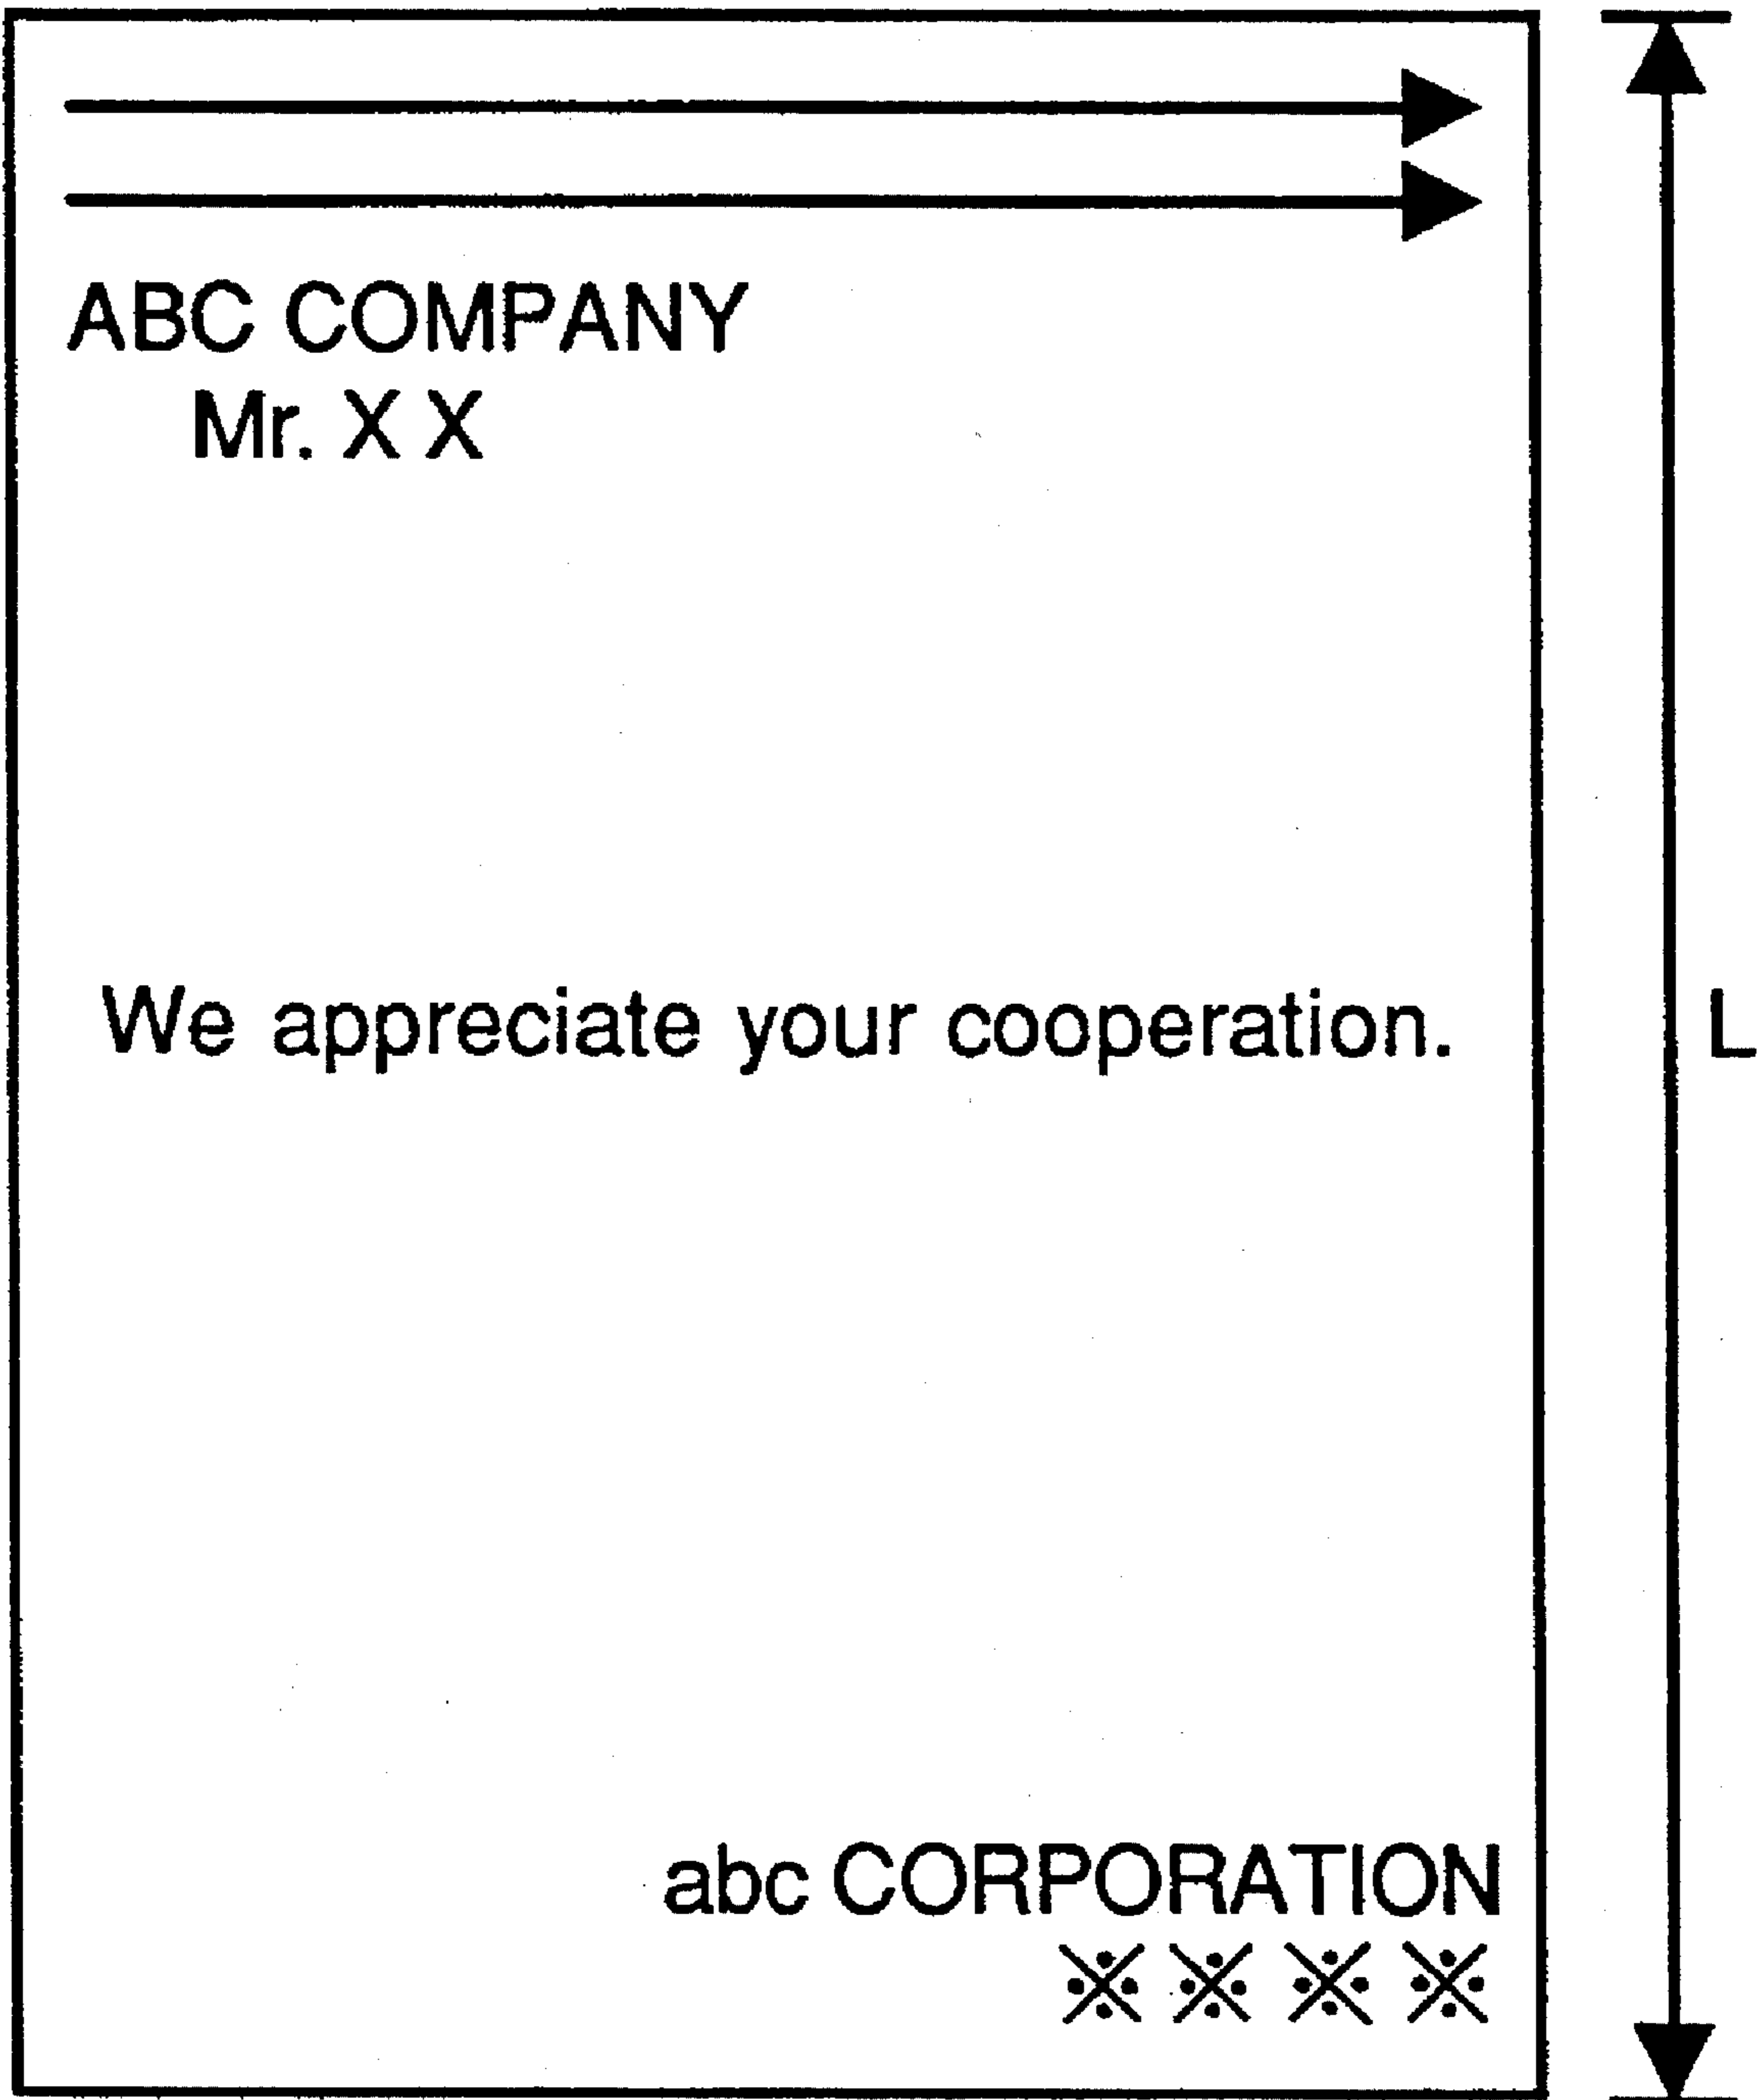 ABC COMPANY
Mr. X X
We appreciate your cooperation.
L
abc CORPORATION
※ ※ ※ ※